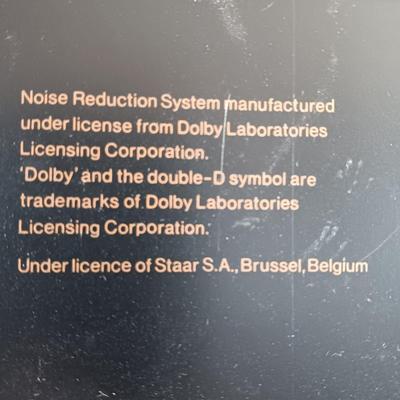 Noise Reduction System manufactured
under license from Dolby Laboratories
Licensing Corporation.
'Dolby' and the double-D symbol are
trademarks of Dolby Laboratories
Licensing Corporation.
Under licence of Staar S.A., Brussel, Belgium